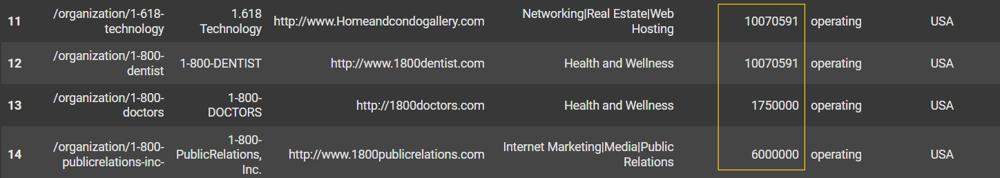 11 /organization/1-618-technology 1.618 Technology http://www.Homeandcondogallery.com Networking|Real Estate|Web Hosting 10070591 operating USA
12 /organization/1-800-dentist 1-800-DENTIST http://www.1800dentist.com Health and Wellness 10070591 operating USA
13 /organization/1-800-doctors 1-800-DOCTORS http://1800doctors.com Health and Wellness 1750000 operating USA
14 /organization/1-800-publicrelations-inc- 1-800-PublicRelations, Inc. http://www.1800publicrelations.com Internet Marketing|Media|Public Relations 6000000 operating USA